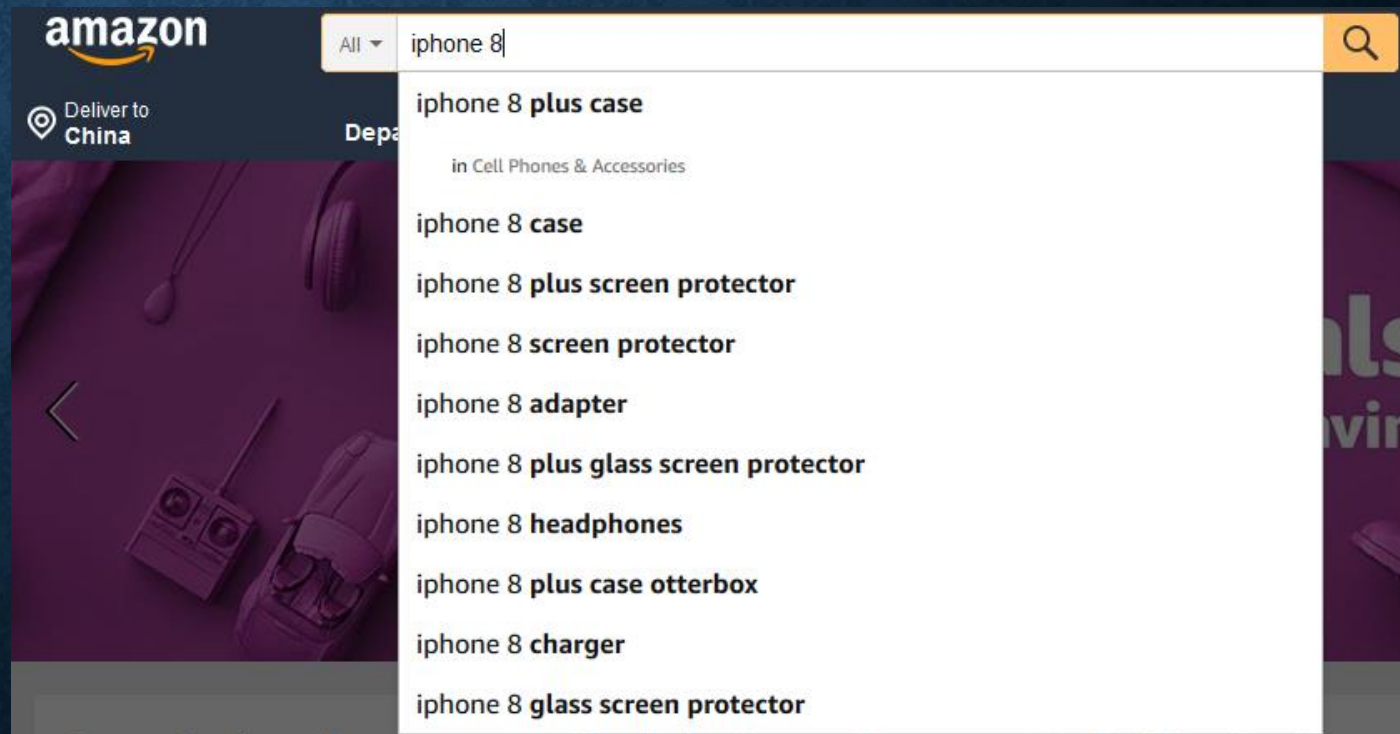 amazon
All
iphone 8
Deliver to
China
iphone 8 plus case
in Cell Phones & Accessories
iphone 8 case
iphone 8 plus screen protector
iphone 8 screen protector
iphone 8 adapter
iphone 8 plus glass screen protector
iphone 8 headphones
iphone 8 plus case otterbox
iphone 8 charger
iphone 8 glass screen protector